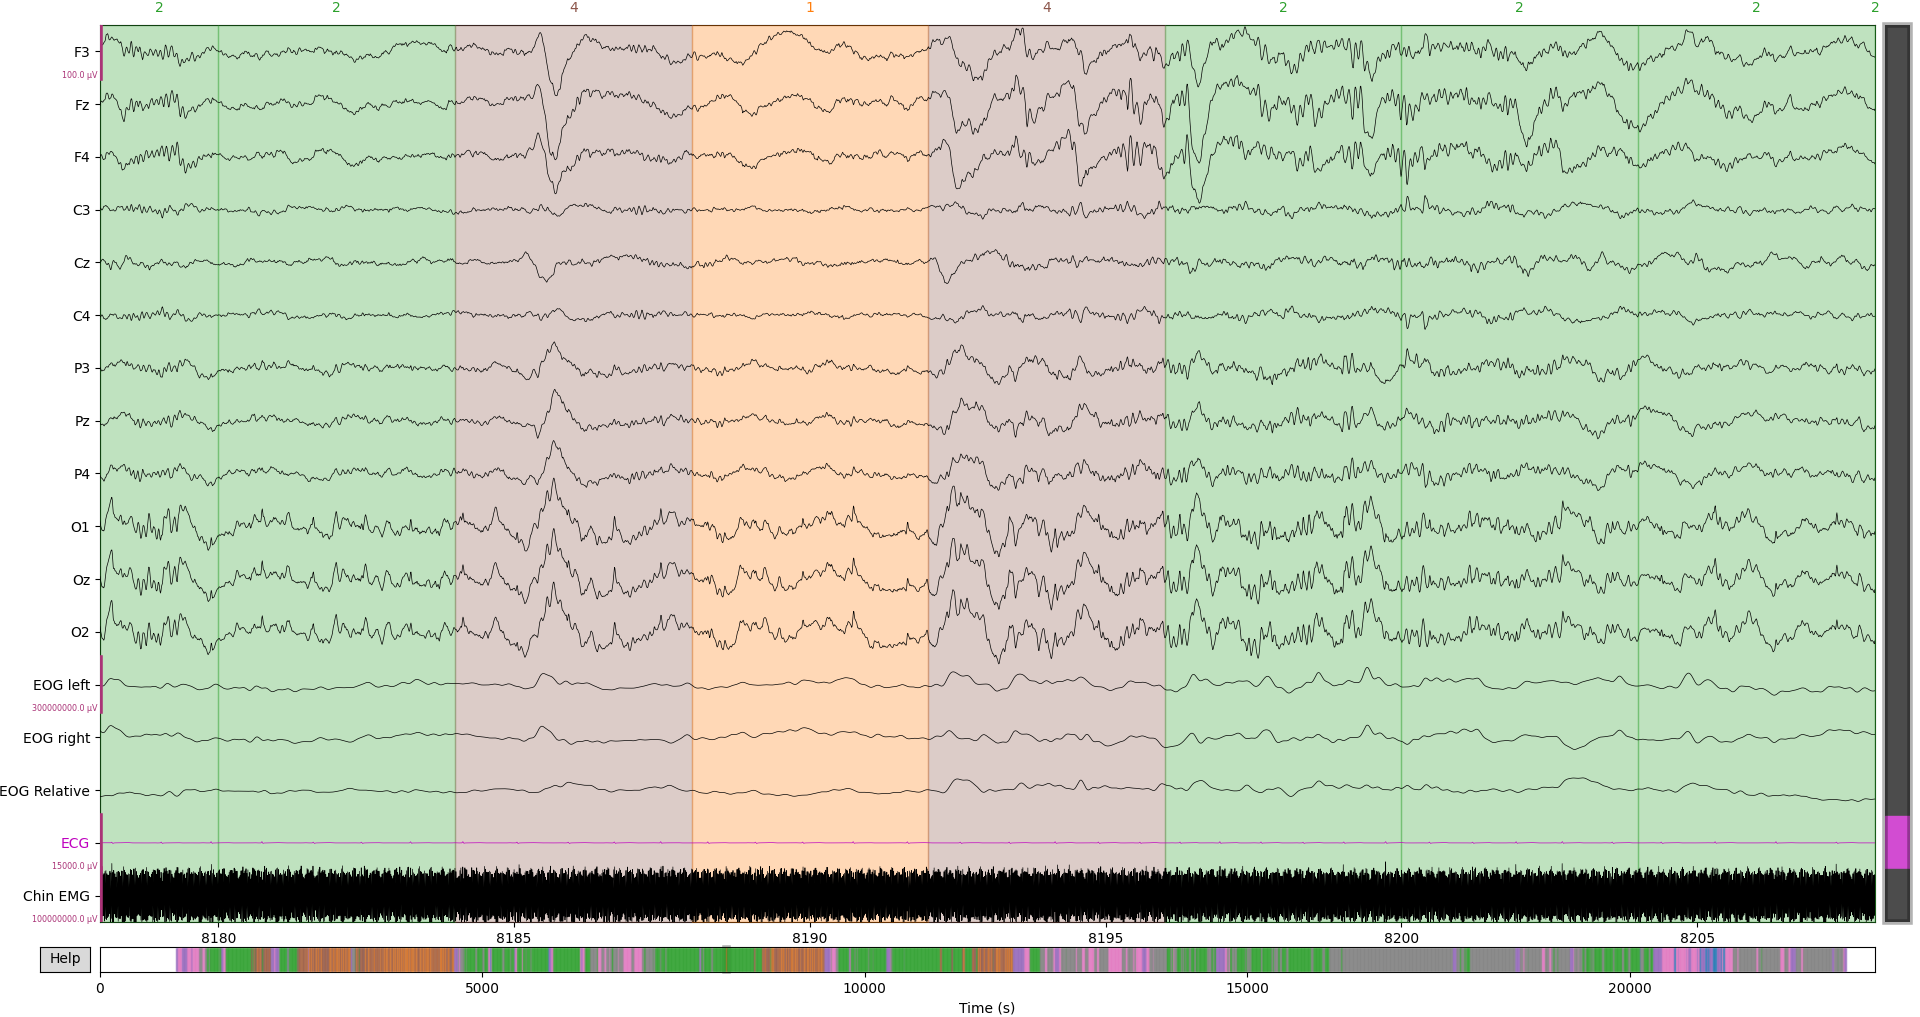 2 2 4 1 4 2 2 2 2
F3
100.0 µV
Fz
F4
C3
Cz
C4
P3
Pz
P4
O1
Oz
O2
EOG left
300000000.0 µV
EOG right
EOG Relative
ECG
15000.0 µV
Chin EMG
100000000.0 µV
8180 8185 8190 8195 8200 8205
Help
0 5000 10000 15000 20000
Time (s)